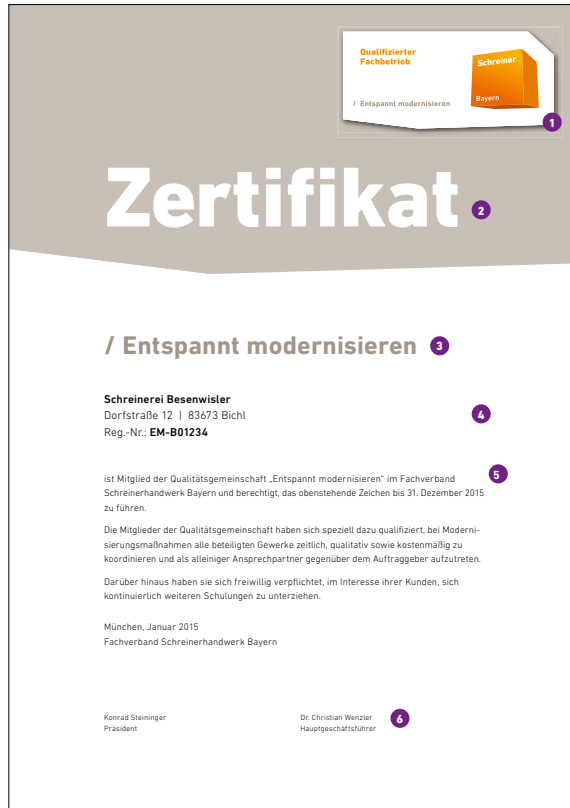 Qualifizierter
Fachbetrieb
/ Entspannt modernisieren
Schreiner
Bayern
1
Zertifikat 2
/ Entspannt modernisieren 3
Schreinerei Besenwisler
Dorfstraße 12 | 83673 Bichl 4
Reg.-Nr.: EM-B01234
5
ist Mitglied der Qualitätsgemeinschaft „Entspannt modernisieren“ im Fachverband
Schreinerhandwerk Bayern und berechtigt, das obenstehende Zeichen bis 31. Dezember 2015
zu führen.
Die Mitglieder der Qualitätsgemeinschaft haben sich speziell dazu qualifiziert, bei Moderni-
sierungsmaßnahmen alle beteiligten Gewerke zeitlich, qualitativ sowie kostenmäßig zu
koordinieren und als alleiniger Ansprechpartner gegenüber dem Auftraggeber aufzutreten.
Darüber hinaus haben sie sich freiwillig verpflichtet, im Interesse ihrer Kunden, sich
kontinuierlich weiteren Schulungen zu unterziehen.
München, Januar 2015
Fachverband Schreinerhandwerk Bayern
Konrad Steininger Dr. Christian Wenzler 6
Präsident Hauptgeschäftsführer